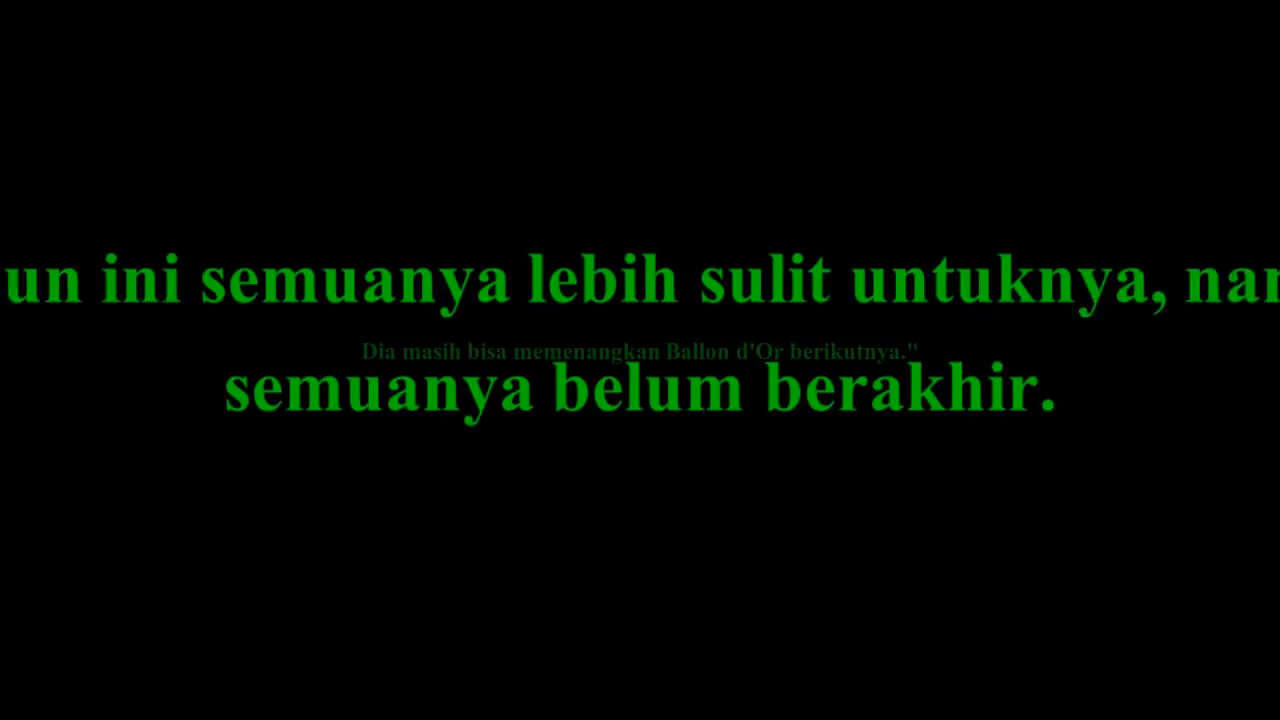 un ini semuanya lebih sulit untuknya, nan
Dia masih bisa memenangkan Ballon d'Or berikutnya."
semuanya belum berakhir.